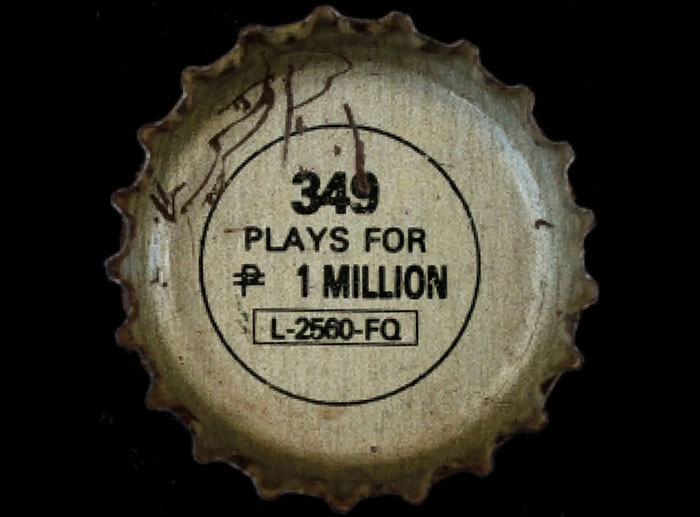 349
PLAYS FOR
₱ 1 MILLION
L-2560-FQ